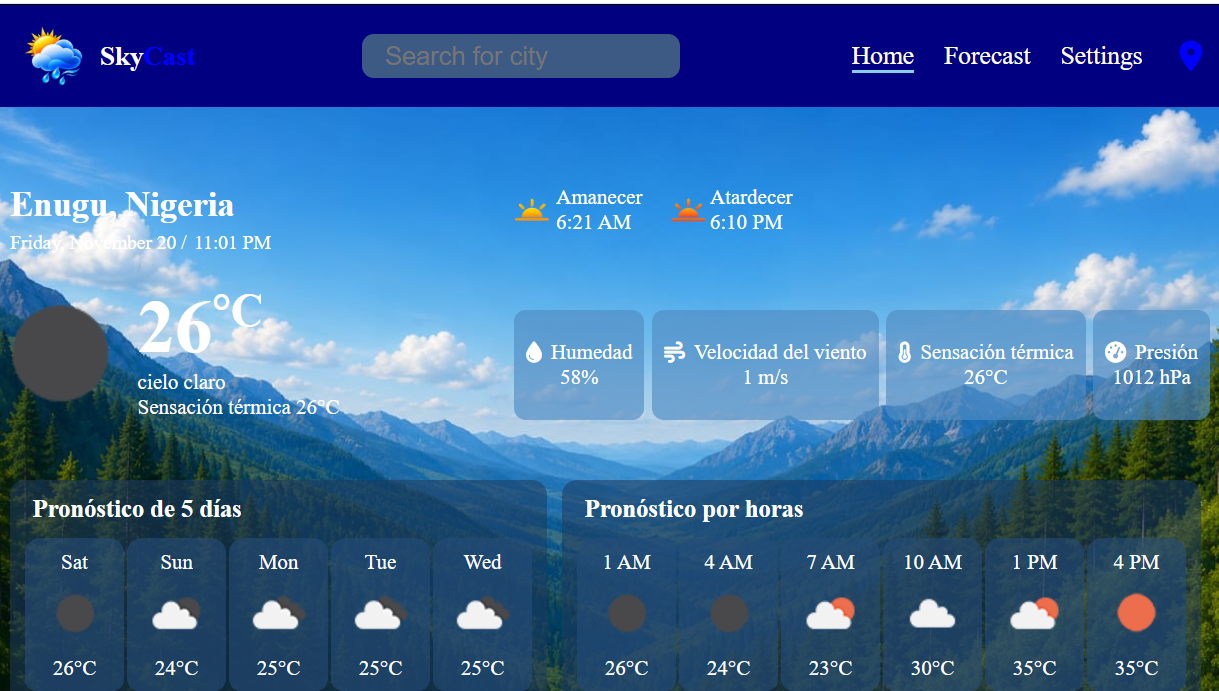 SkyCast
Search for city
Home Forecast Settings
Enugu, Nigeria
Friday, November 20 / 11:01 PM
Amanecer
6:21 AM
Atardecer
6:10 PM
26°C
cielo claro
Sensación térmica 26°C
Humedad
58%
Velocidad del viento
1 m/s
Sensación térmica
26°C
Presión
1012 hPa
Pronóstico de 5 días
Sat Sun Mon Tue Wed
26°C 24°C 25°C 25°C 25°C
Pronóstico por horas
1 AM 4 AM 7 AM 10 AM 1 PM 4 PM
26°C 24°C 23°C 30°C 35°C 35°C